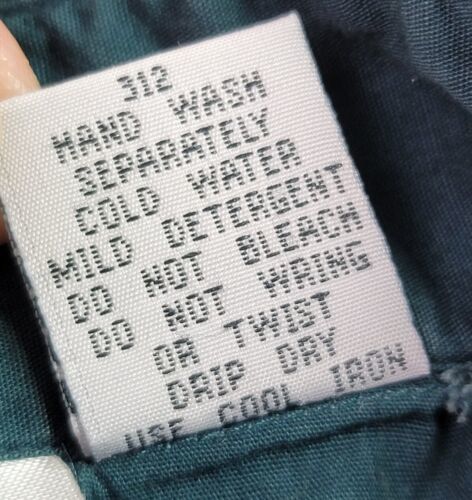 312
HAND WASH
SEPARATELY
COLD WATER
MILD DETERGENT
DO NOT BLEACH
DO NOT WRING
OR TWIST
DRIP DRY
USE COOL IRON